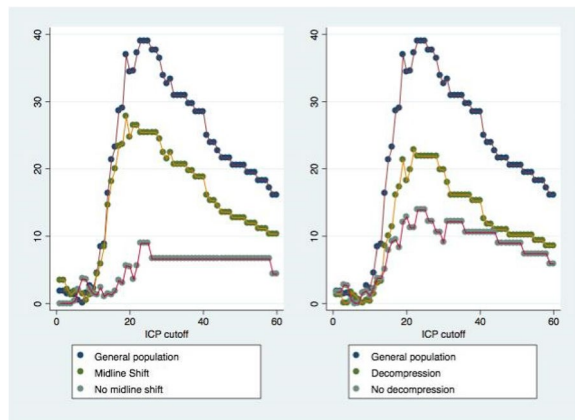 40
30
20
10
0
0
20
40
60
ICP cutoff
General population
Midline Shift
No midline shift
40
30
20
10
0
0
20
40
60
ICP cutoff
General population
Decompression
No decompression